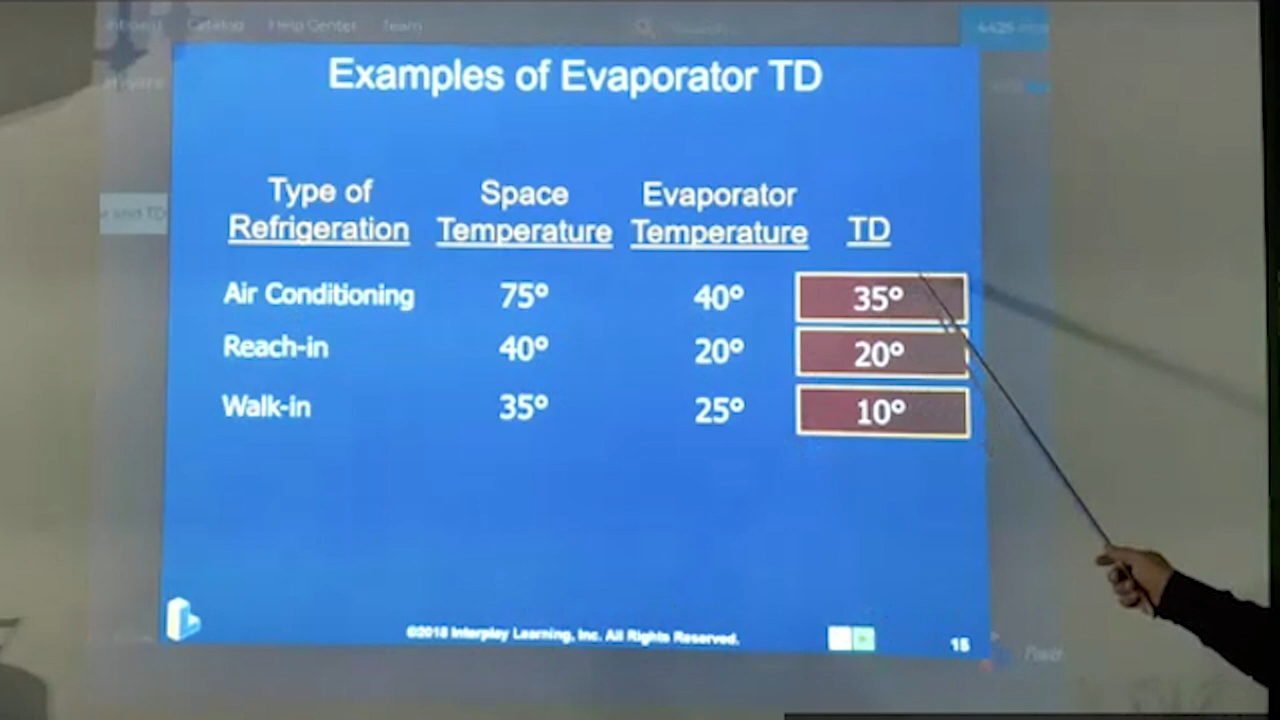 Catalog Help Center Team
Search...
Examples of Evaporator TD
Type of Refrigeration
Space Temperature
Evaporator Temperature
TD
Air Conditioning 75° 40° 35°
Reach-in 40° 20° 20°
Walk-in 35° 25° 10°
©2018 Interplay Learning, Inc. All Rights Reserved.
15